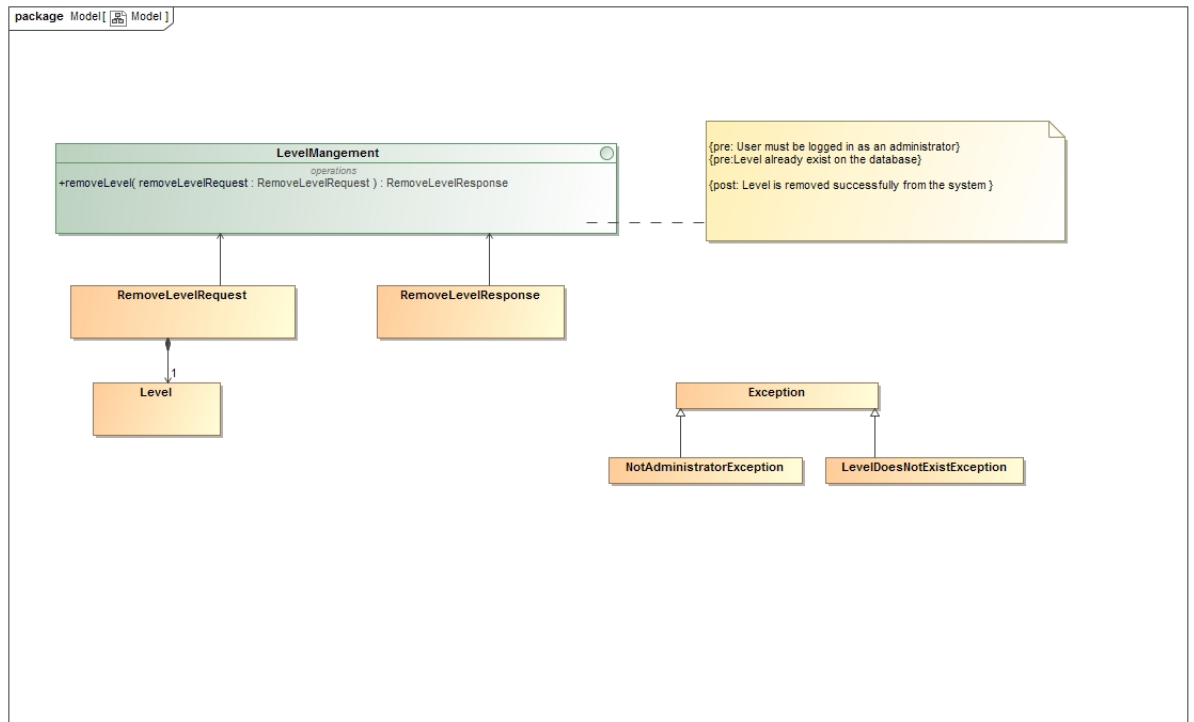 package Model[ Model ]
LevelMangement
operations
+removeLevel( removeLevelRequest : RemoveLevelRequest ) : RemoveLevelResponse
{pre: User must be logged in as an administrator}
{pre:Level already exist on the database}
{post: Level is removed successfully from the system }
RemoveLevelRequest
RemoveLevelResponse
1
Level
Exception
NotAdministratorException
LevelDoesNotExistException